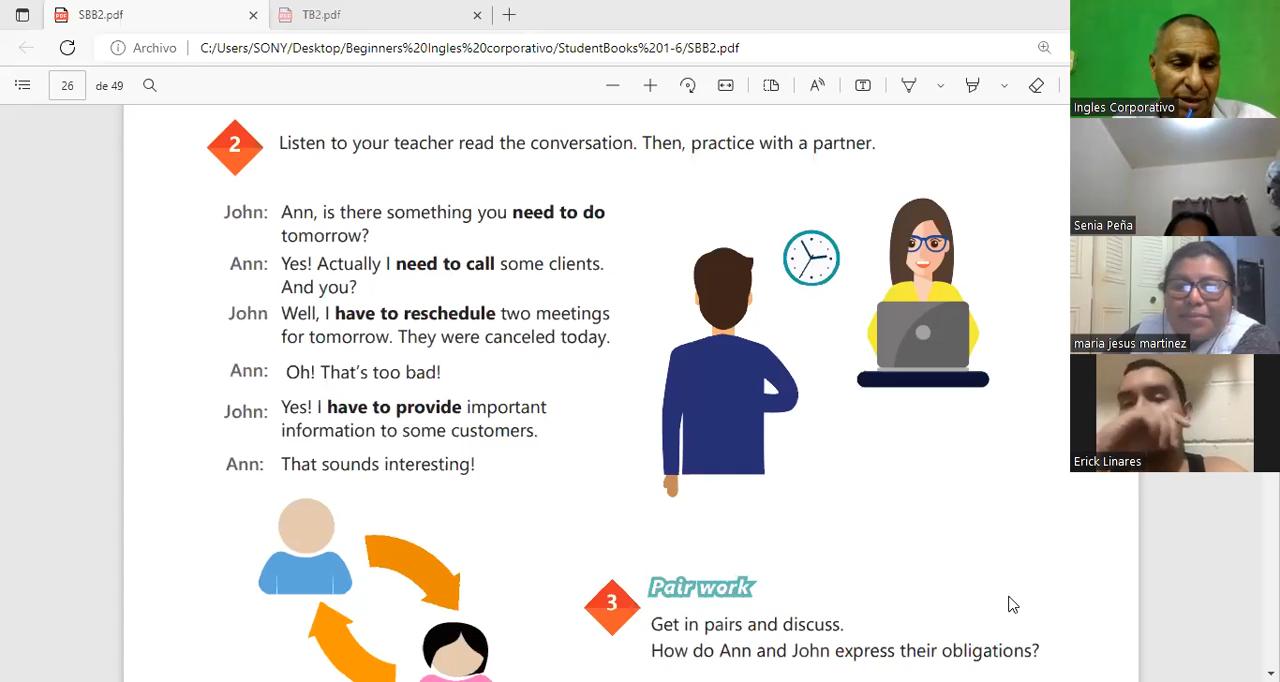 SBB2.pdf
TB2.pdf
Archivo
C:/Users/SONY/Desktop/Beginners%20Ingles%20corporativo/StudentBooks%201-6/SBB2.pdf
26
de 49
2
Listen to your teacher read the conversation. Then, practice with a partner.
John: Ann, is there something you need to do
tomorrow?
Ann: Yes! Actually I need to call some clients.
And you?
John Well, I have to reschedule two meetings
for tomorrow. They were canceled today.
Ann: Oh! That's too bad!
John: Yes! I have to provide important
information to some customers.
Ann: That sounds interesting!
3
Pair work
Get in pairs and discuss.
How do Ann and John express their obligations?
Ingles Corporativo
Senia Peña
maria jesus martinez
Erick Linares